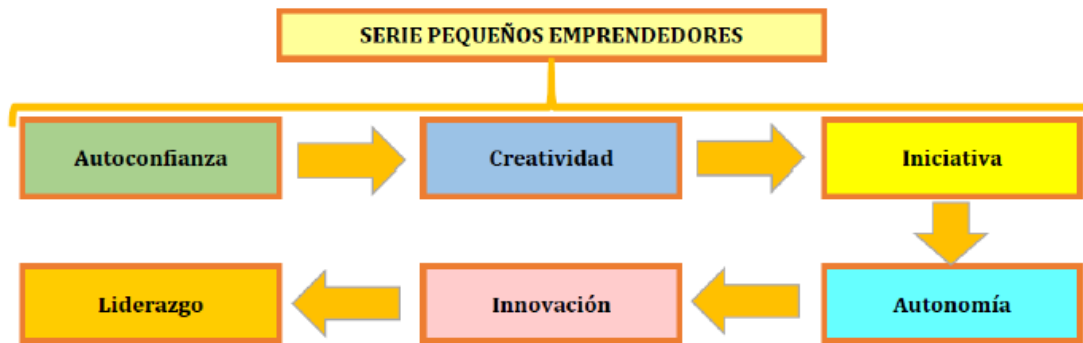 SERIE PEQUEÑOS EMPRENDEDORES
Autoconfianza
Creatividad
Iniciativa
Autonomía
Innovación
Liderazgo